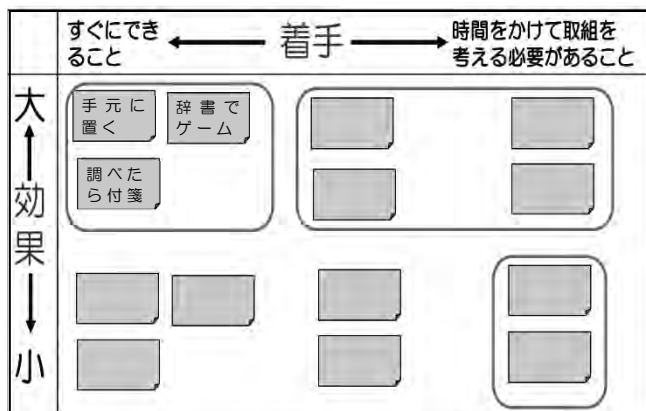 すぐにでき
ること
着手
時間をかけて取組を
考える必要があること
大
効果
小
手元に
置く
辞書で
ゲーム
調べた
ら付箋